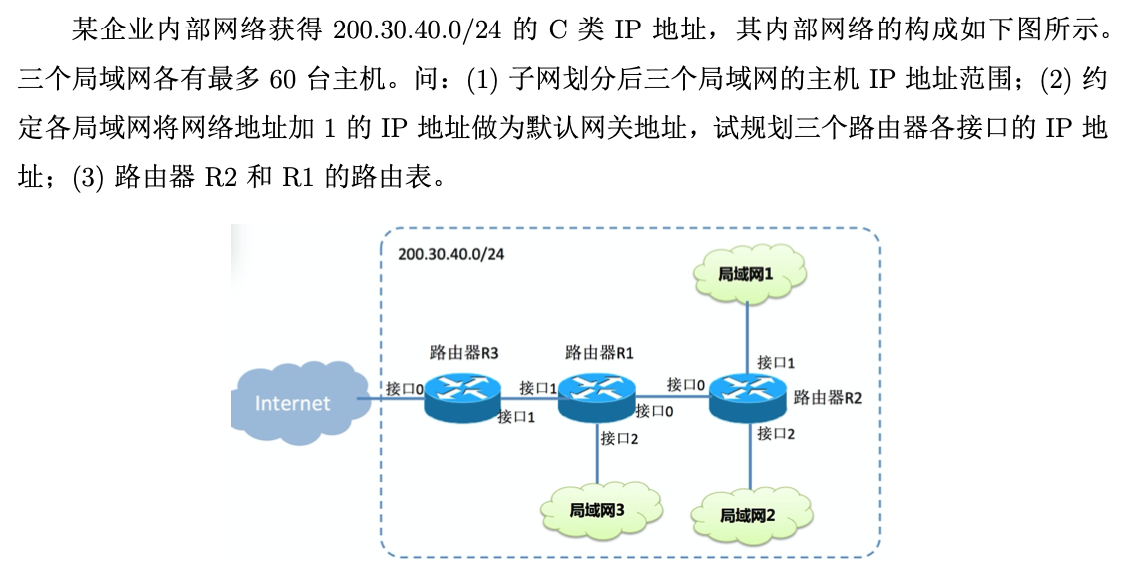 某企业内部网络获得 200.30.40.0/24 的 C 类 IP 地址，其内部网络的构成如下图所示。
三个局域网各有最多 60 台主机。问：(1) 子网划分后三个局域网的主机 IP 地址范围；(2) 约
定各局域网将网络地址加 1 的 IP 地址做为默认网关地址，试规划三个路由器各接口的 IP 地
址；(3) 路由器 R2 和 R1 的路由表。
200.30.40.0/24
局域网1
路由器R3
路由器R1
接口1
接口0
接口1
接口0
路由器R2
Internet
接口1
接口0
接口2
接口2
局域网3
局域网2